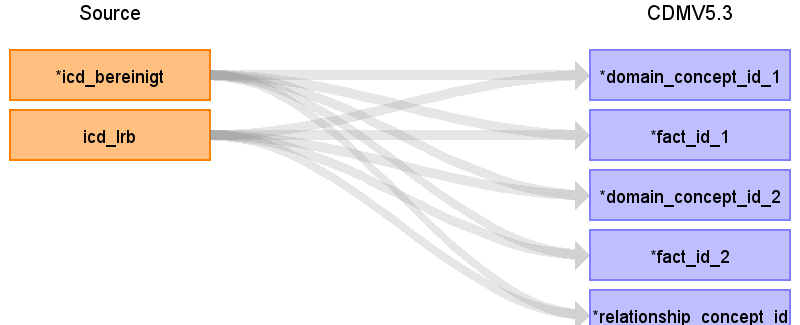 Source
CDMV5.3
*icd_bereinigt
*domain_concept_id_1
icd_lrb
*fact_id_1
*domain_concept_id_2
*fact_id_2
*relationship_concept_id